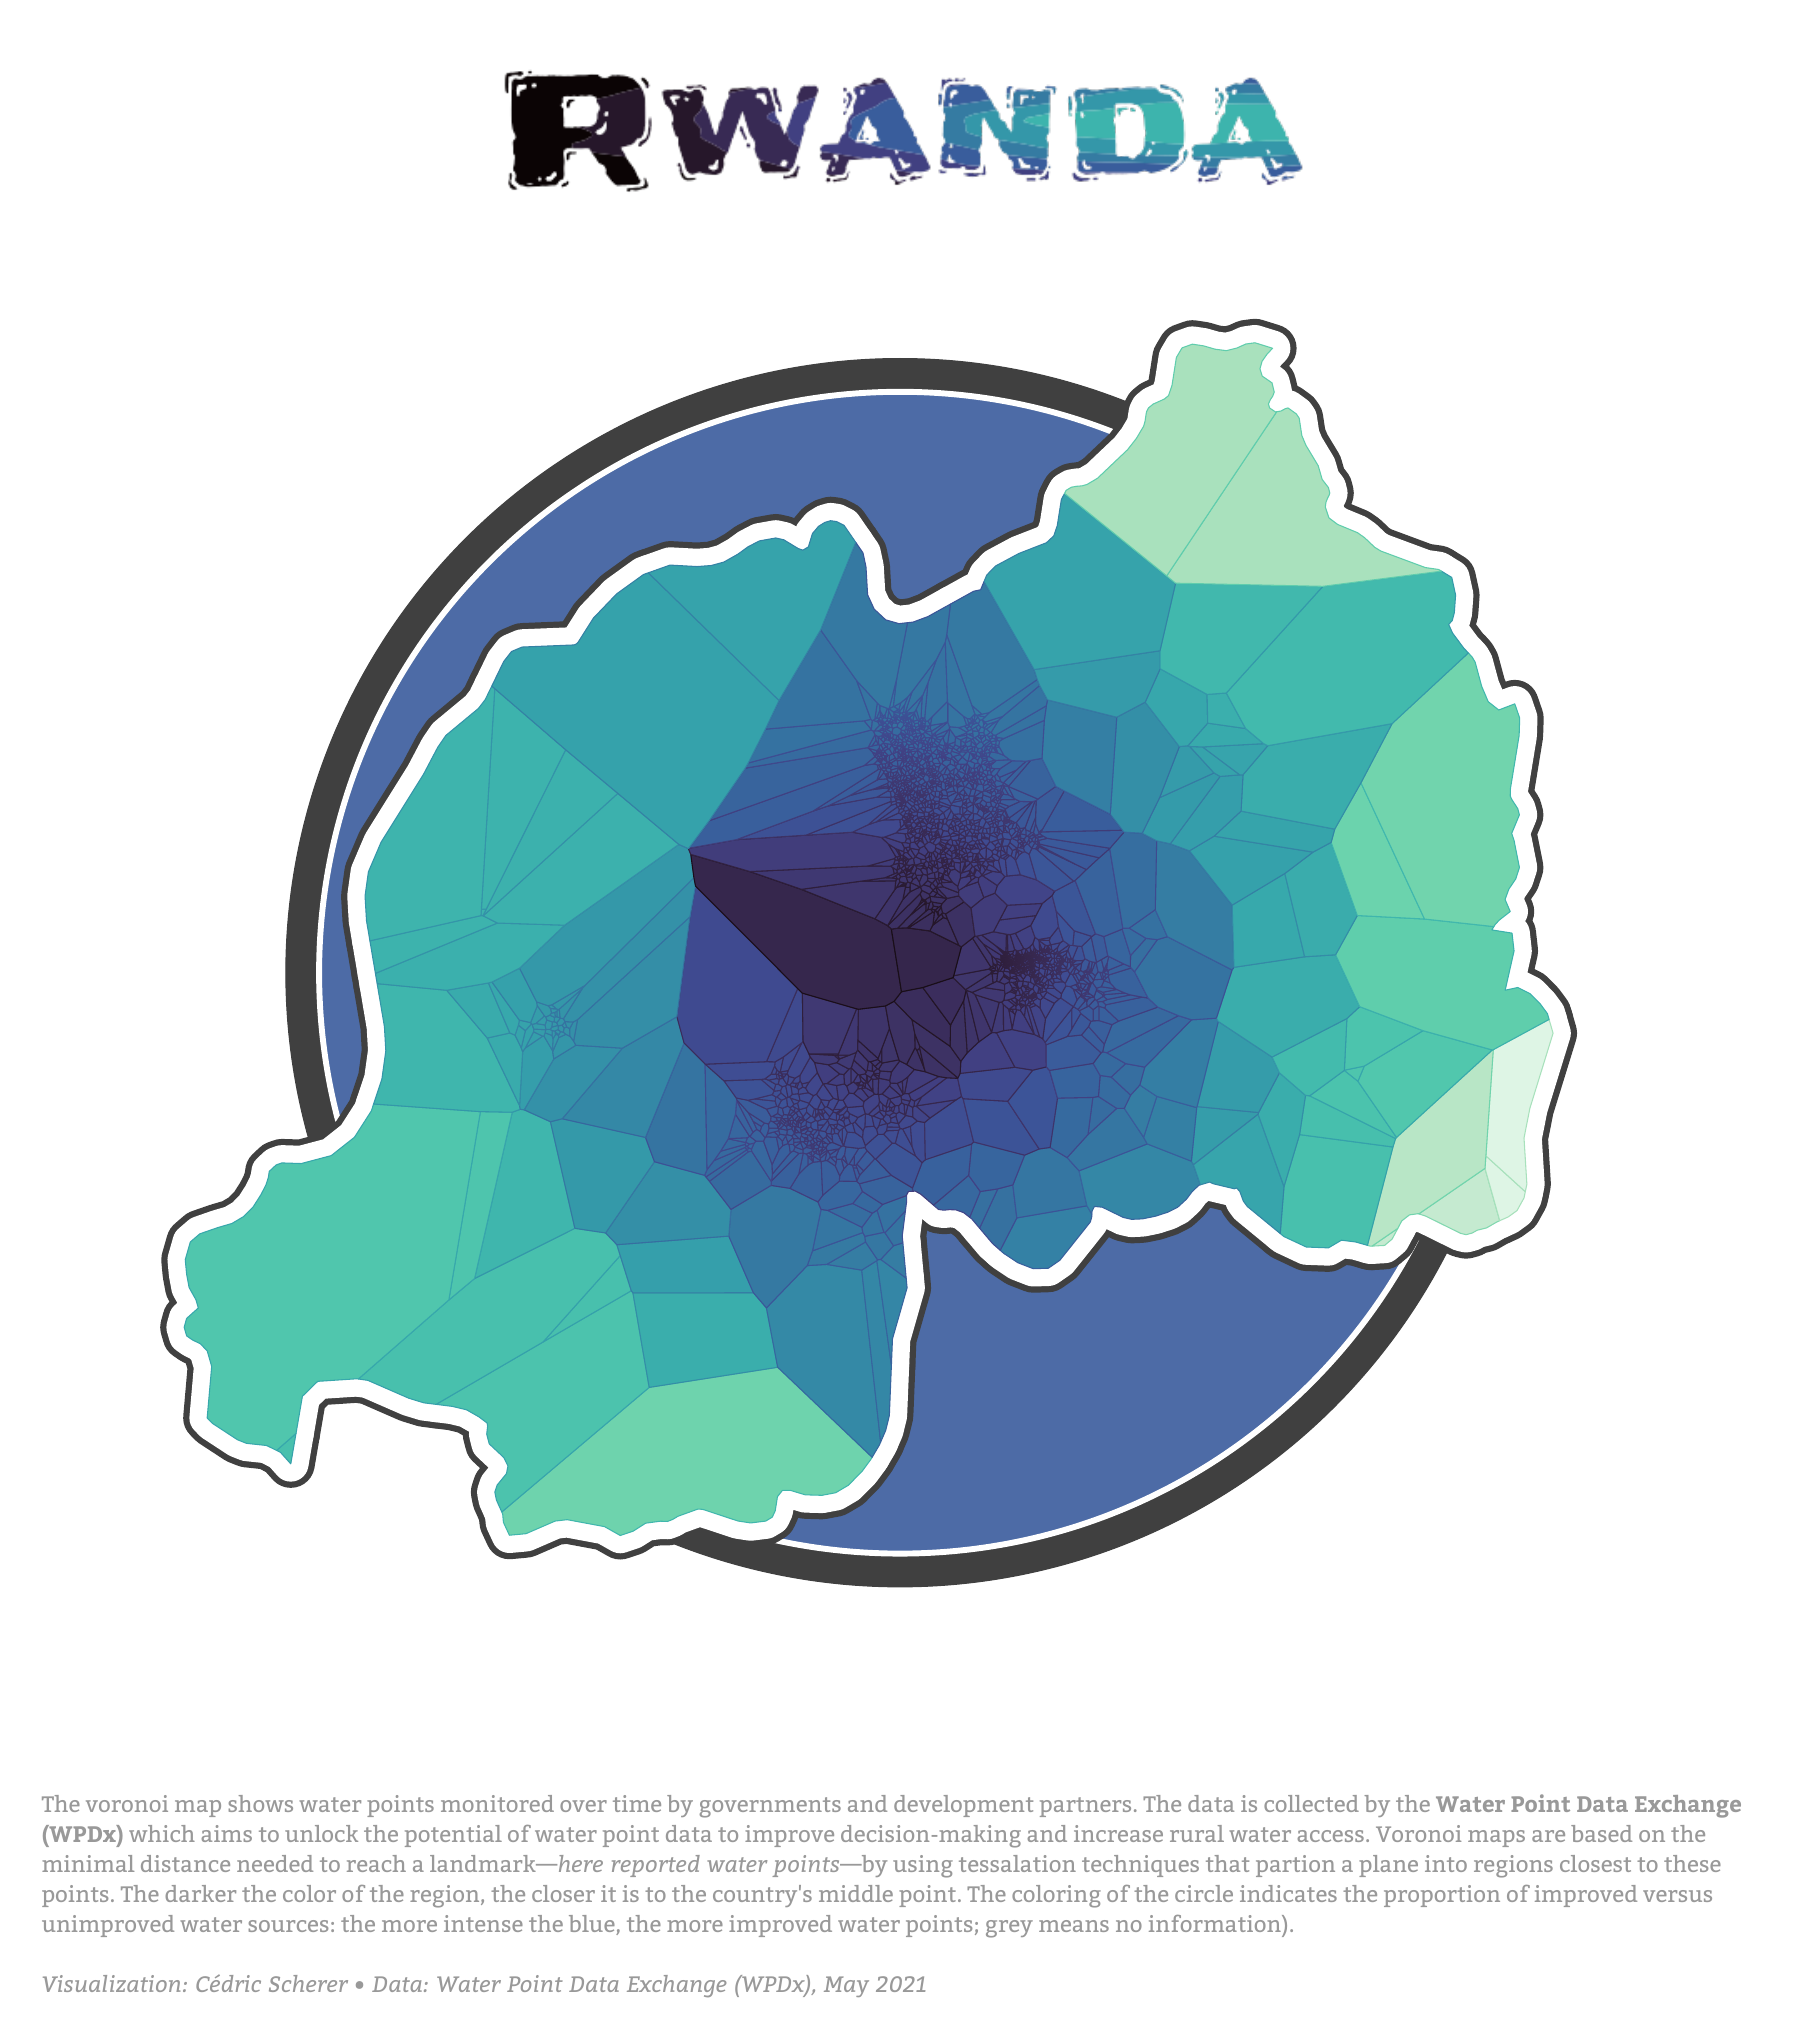 RWANDA
The voronoi map shows water points monitored over time by governments and development partners. The data is collected by the Water Point Data Exchange
(WPDx) which aims to unlock the potential of water point data to improve decision-making and increase rural water access. Voronoi maps are based on the
minimal distance needed to reach a landmark—here reported water points—by using tessalation techniques that partion a plane into regions closest to these
points. The darker the color of the region, the closer it is to the country's middle point. The coloring of the circle indicates the proportion of improved versus
unimproved water sources: the more intense the blue, the more improved water points; grey means no information).
Visualization: Cédric Scherer • Data: Water Point Data Exchange (WPDx), May 2021